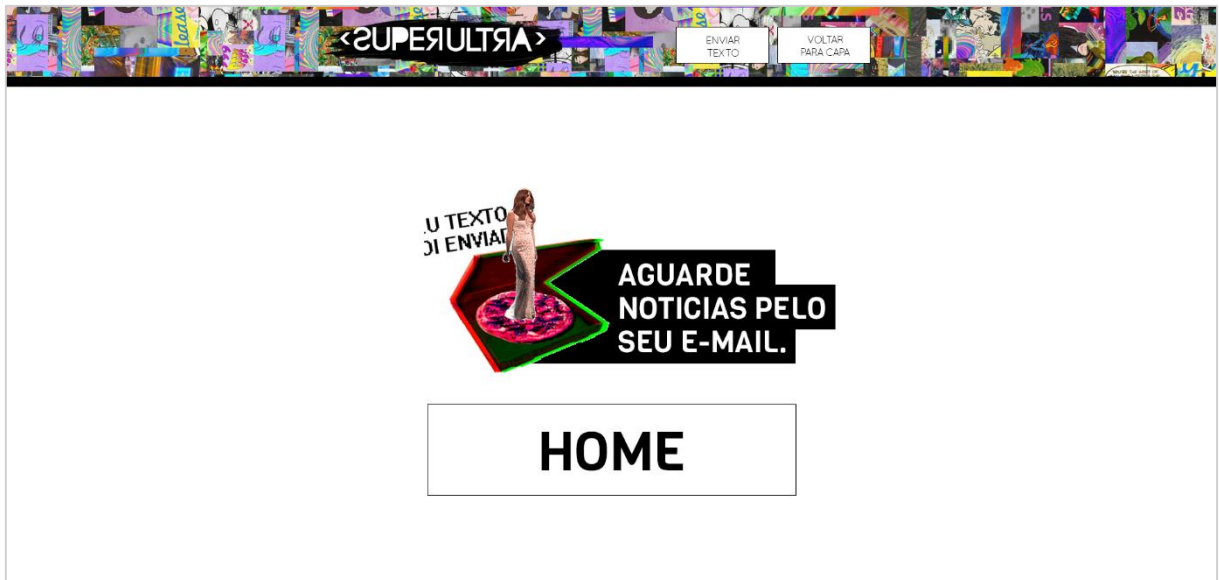 <SUPERULTRA>
ENVIAR
TEXTO
VOLTAR
PARA CAPA
U TEXTO
OI ENVIAD
AGUARDE
NOTICIAS PELO
SEU E-MAIL.
HOME